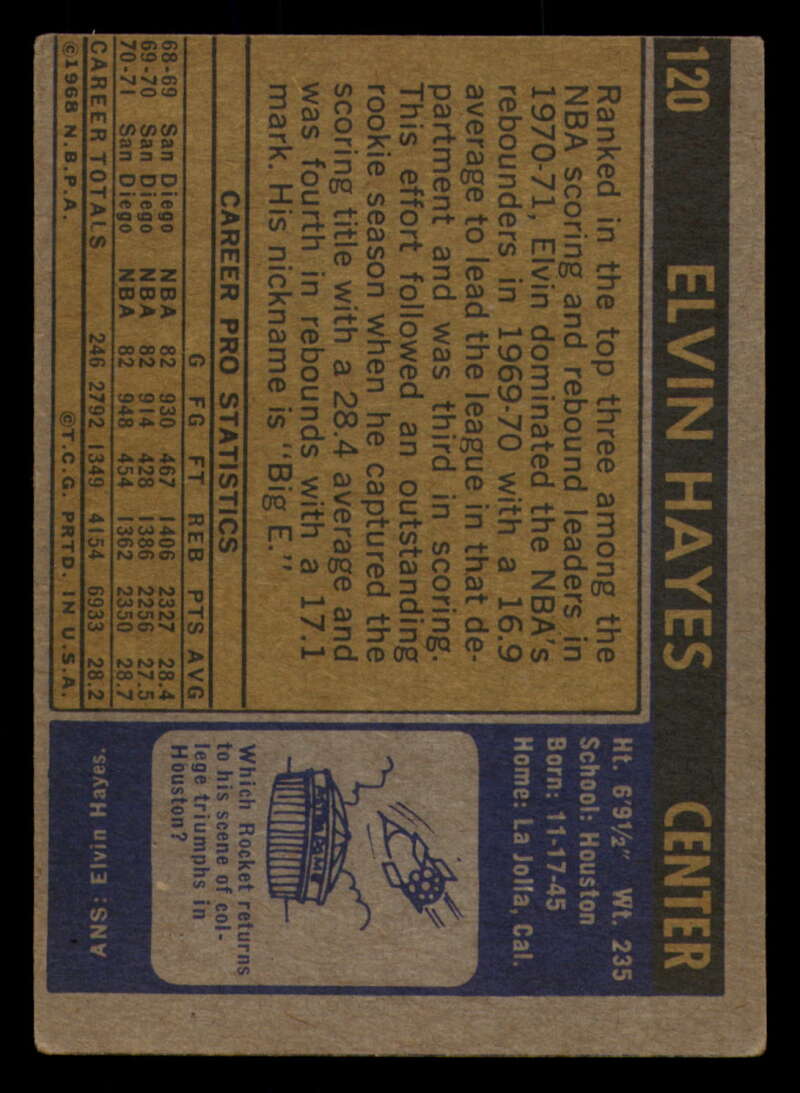 120 ELVIN HAYES CENTER
Ranked in the top three among the
NBA scoring and rebound leaders in
1970-71, Elvin dominated the NBA's
rebounders in 1969-70 with a 16.9
average to lead the league in that de-
partment and was third in scoring.
This effort followed an outstanding
rookie season when he captured the
scoring title with a 28.4 average and
was fourth in rebounds with a 17.1
mark. His nickname is "Big E."
CAREER PRO STATISTICS
G FG FT REB PTS AVG
68-69 San Diego NBA 82 930 467 1406 2327 28.4
69-70 San Diego NBA 82 914 428 1386 2256 27.5
70-71 San Diego NBA 82 948 454 1362 2350 28.7
CAREER TOTALS 246 2792 1349 4154 6933 28.2
©1968 N.B.P.A. ©T.C.G. PRTD. IN U.S.A.
Ht. 6'9½" Wt. 235
School: Houston
Born: 11-17-45
Home: La Jolla, Cal.
ASTRODOME
Which Rocket returns
to his scene of col-
lege triumphs in
Houston?
ANS: Elvin Hayes.